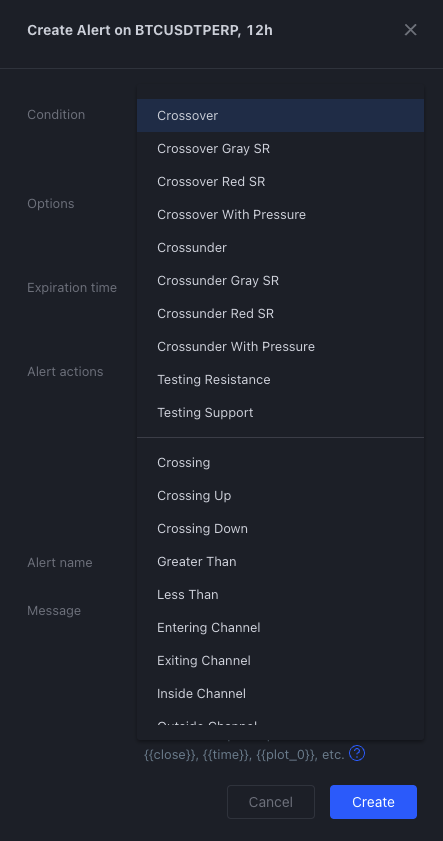 Create Alert on BTCUSDTPERP, 12h
Condition
Crossover
Crossover Gray SR
Crossover Red SR
Crossover With Pressure
Options
Crossunder
Crossunder Gray SR
Expiration time
Crossunder Red SR
Crossunder With Pressure
Alert actions
Testing Resistance
Testing Support
Crossing
Crossing Up
Crossing Down
Greater Than
Alert name
Less Than
Message
Entering Channel
Exiting Channel
Inside Channel
Outside Channel
{{close}}, {{time}}, {{plot_0}}, etc.
Cancel
Create